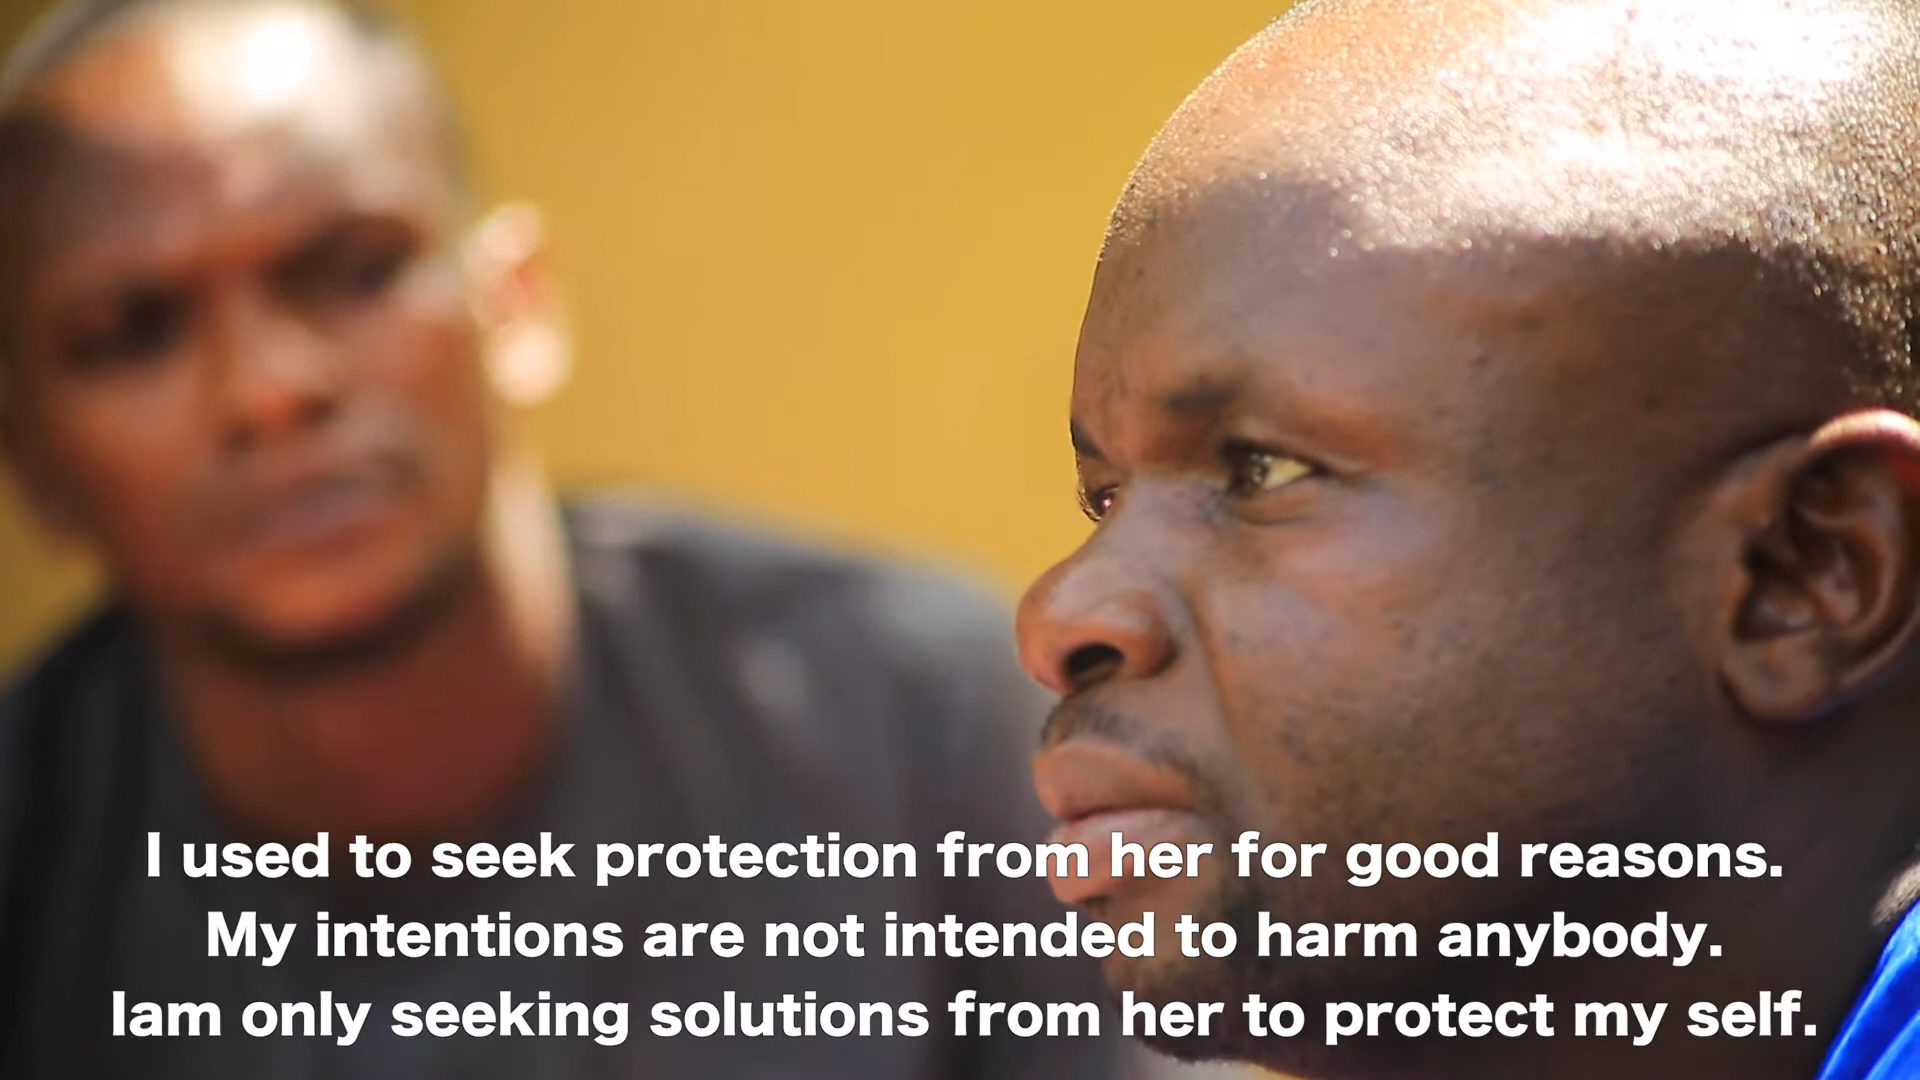 I used to seek protection from her for good reasons.
My intentions are not intended to harm anybody.
Iam only seeking solutions from her to protect my self.